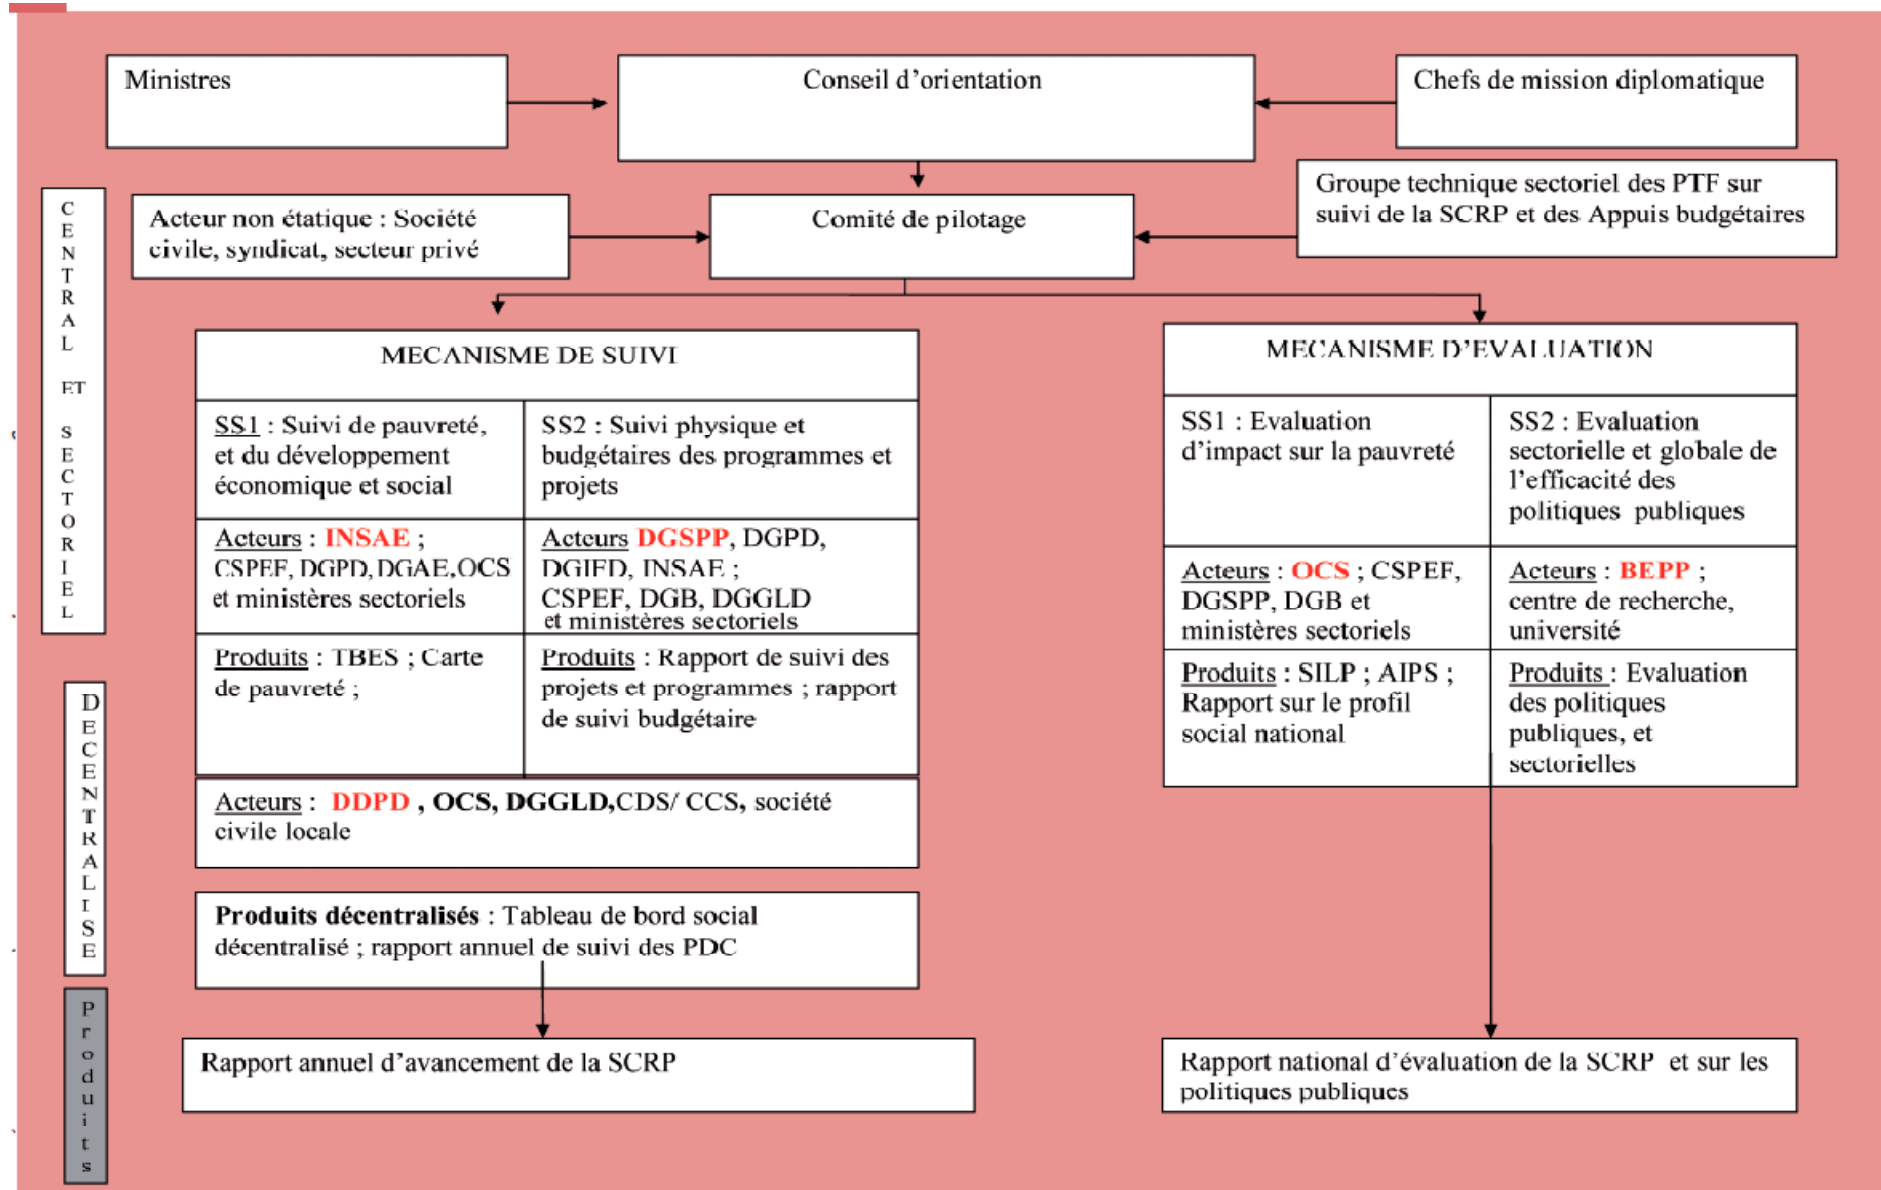 Ministres
Conseil d'orientation
Chefs de mission diplomatique
Acteur non étatique : Société
civile, syndicat, secteur privé
Comité de pilotage
Groupe technique sectoriel des PTF sur
suivi de la SCRP et des Appuis budgétaires
CENTRAL ET SECTORIEL
MECANISME DE SUIVI
SS1 : Suivi de pauvreté,
et du développement
économique et social
SS2 : Suivi physique et
budgétaires des programmes et
projets
Acteurs : INSAE ;
CSPEF, DGPD, DGAE, OCS
et ministères sectoriels
Acteurs DGSPP, DGPD,
DGIFD, INSAE ;
CSPEF, DGB, DGGLD
et ministères sectoriels
Produits : TBES ; Carte
de pauvreté ;
Produits : Rapport de suivi des
projets et programmes ; rapport
de suivi budgétaire
MECANISME D'EVALUATION
SS1 : Evaluation
d'impact sur la pauvreté
SS2 : Evaluation
sectorielle et globale de
l'efficacité des
politiques publiques
Acteurs : OCS ; CSPEF,
DGSPP, DGB et
ministères sectoriels
Acteurs : BEPP ;
centre de recherche,
université
Produits : SILP ; AIPS ;
Rapport sur le profil
social national
Produits : Evaluation
des politiques
publiques, et
sectorielles
DECENTRALISE
Acteurs : DDPD , OCS, DGGLD,CDS/ CCS, société
civile locale
Produits décentralisés : Tableau de bord social
décentralisé ; rapport annuel de suivi des PDC
Produits
Rapport annuel d'avancement de la SCRP
Rapport national d'évaluation de la SCRP et sur les
politiques publiques